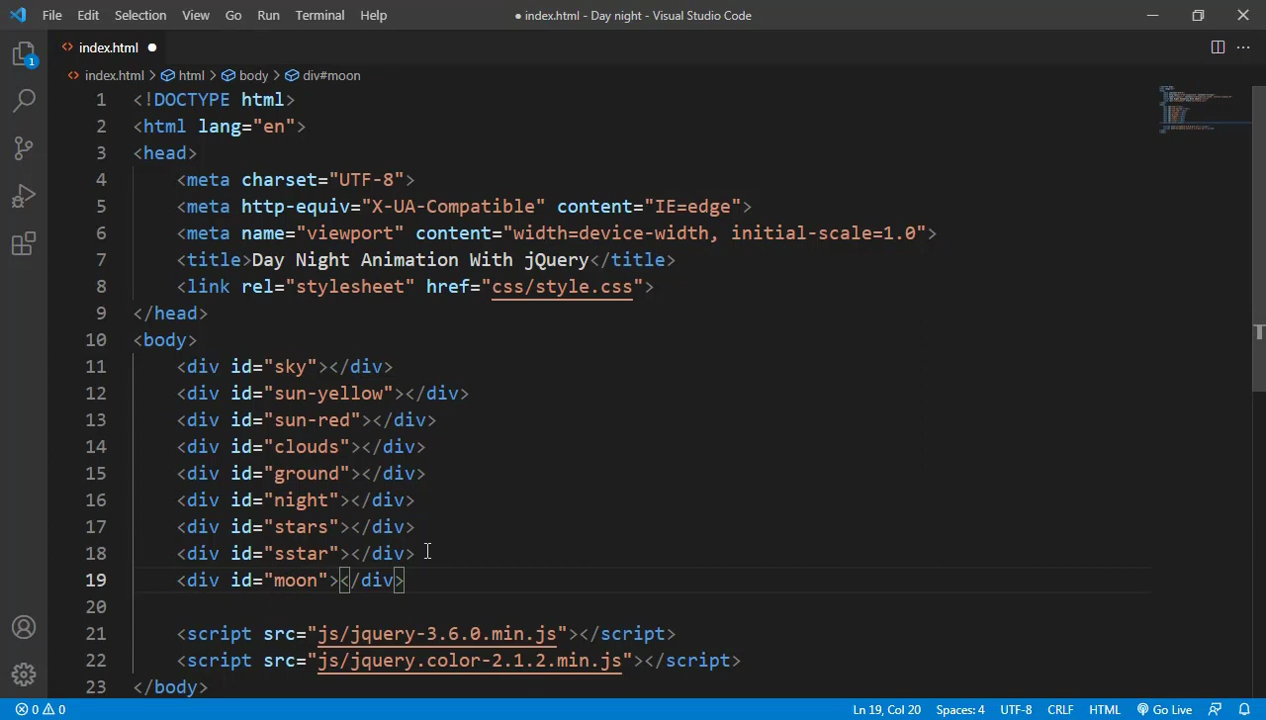 File Edit Selection View Go Run Terminal Help
● index.html - Day night - Visual Studio Code
1
<> index.html ●
<> index.html > html > body > div#moon
1 <!DOCTYPE html>
2 <html lang="en">
3 <head>
4 <meta charset="UTF-8">
5 <meta http-equiv="X-UA-Compatible" content="IE=edge">
6 <meta name="viewport" content="width=device-width, initial-scale=1.0">
7 <title>Day Night Animation With jQuery</title>
8 <link rel="stylesheet" href="css/style.css">
9 </head>
10 <body>
11 <div id="sky"></div>
12 <div id="sun-yellow"></div>
13 <div id="sun-red"></div>
14 <div id="clouds"></div>
15 <div id="ground"></div>
16 <div id="night"></div>
17 <div id="stars"></div>
18 <div id="sstar"></div>
19 <div id="moon"></div>
20
21 <script src="js/jquery-3.6.0.min.js"></script>
22 <script src="js/jquery.color-2.1.2.min.js"></script>
23 </body>
0 0 Ln 19, Col 20 Spaces: 4 UTF-8 CRLF HTML Go Live